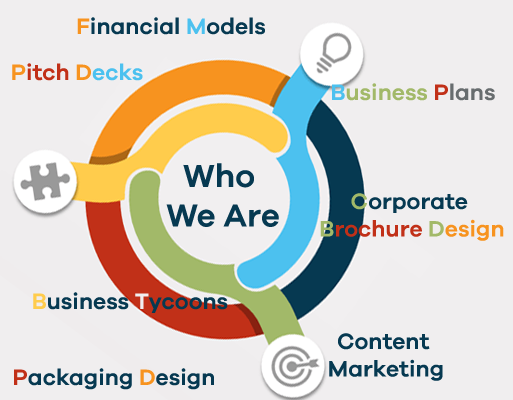 Financial Models
Pitch Decks
Business Plans
Who
We Are
Corporate
Brochure Design
Business Tycoons
Content
Marketing
Packaging Design